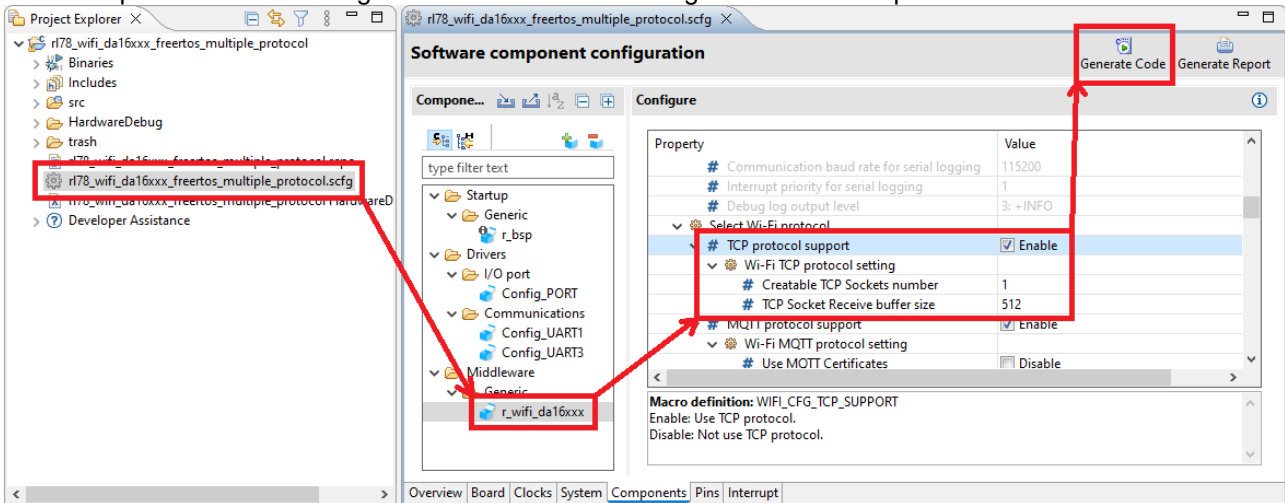 Project Explorer
rl78_wifi_da16xxx_freertos_multiple_protocol
Binaries
Includes
src
HardwareDebug
trash
rl78_wifi_da16xxx_freertos_multiple_protocol.scfg
Developer Assistance
rl78_wifi_da16xxx_freertos_multiple_protocol.scfg
Software component configuration
Generate Code
Generate Report
Compone...
type filter text
Startup
Generic
r_bsp
Drivers
I/O port
Config_PORT
Communications
Config_UART1
Config_UART3
Middleware
Generic
r_wifi_da16xxx
Configure
Property Value
# Communication baud rate for serial logging 115200
# Interrupt priority for serial logging 1
# Debug log output level 3: +INFO
Select Wi-Fi protocol
# TCP protocol support Enable
Wi-Fi TCP protocol setting
# Creatable TCP Sockets number 1
# TCP Socket Receive buffer size 512
# MQTT protocol support Enable
Wi-Fi MQTT protocol setting
# Use MQTT Certificates Disable
Macro definition: WIFI_CFG_TCP_SUPPORT
Enable: Use TCP protocol.
Disable: Not use TCP protocol.
Overview Board Clocks System Components Pins Interrupt